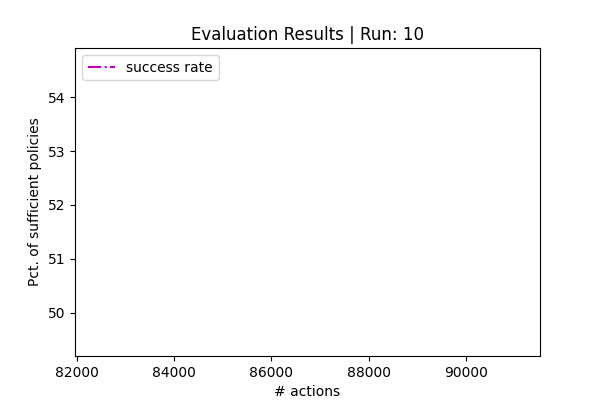 Evaluation Results | Run: 10
success rate
Pct. of sufficient policies
54
53
52
51
50
82000 84000 86000 88000 90000
# actions